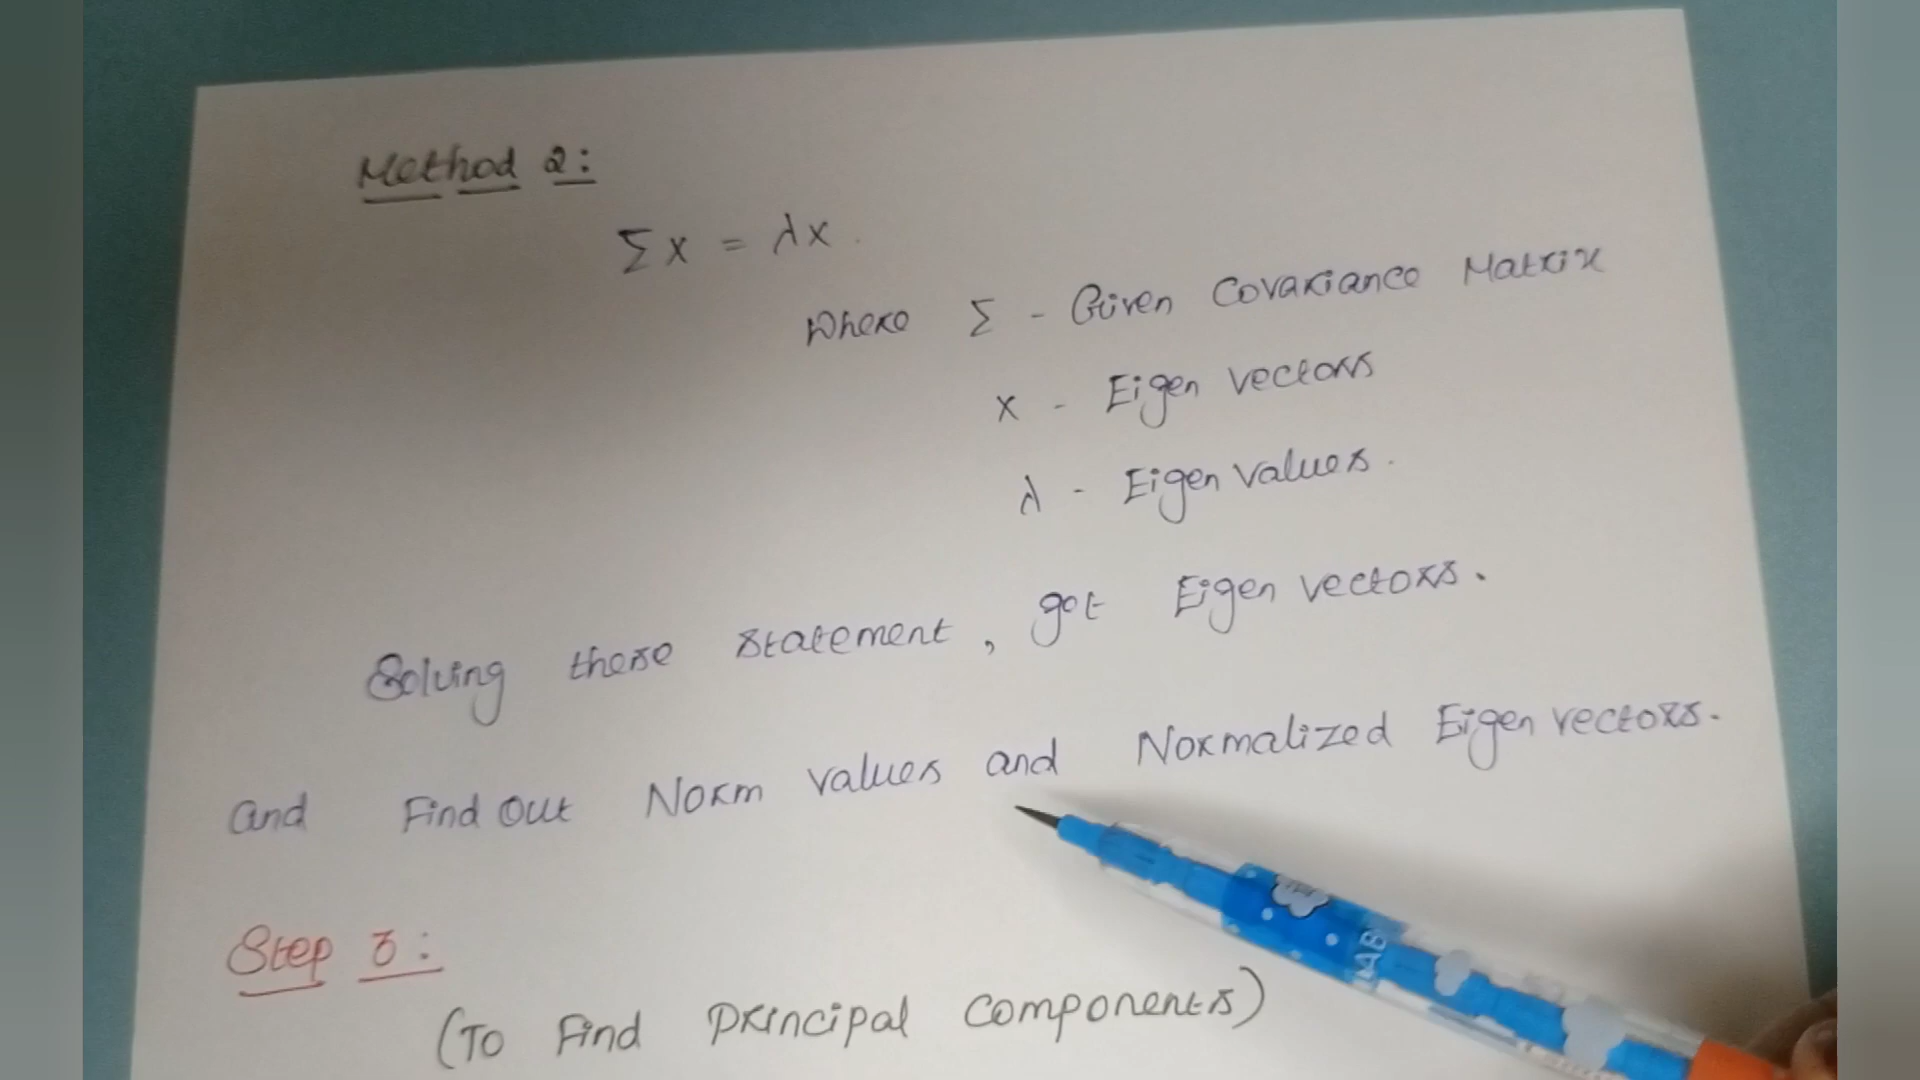 Method 2:
Σx = λx
where Σ - Given Covariance Matrix
x - Eigen vectors
λ - Eigen values.
Solving these statement, got Eigen vectors.
and Find Out Norm values and Normalized Eigen vectors.
Step 3:
(To Find principal components)